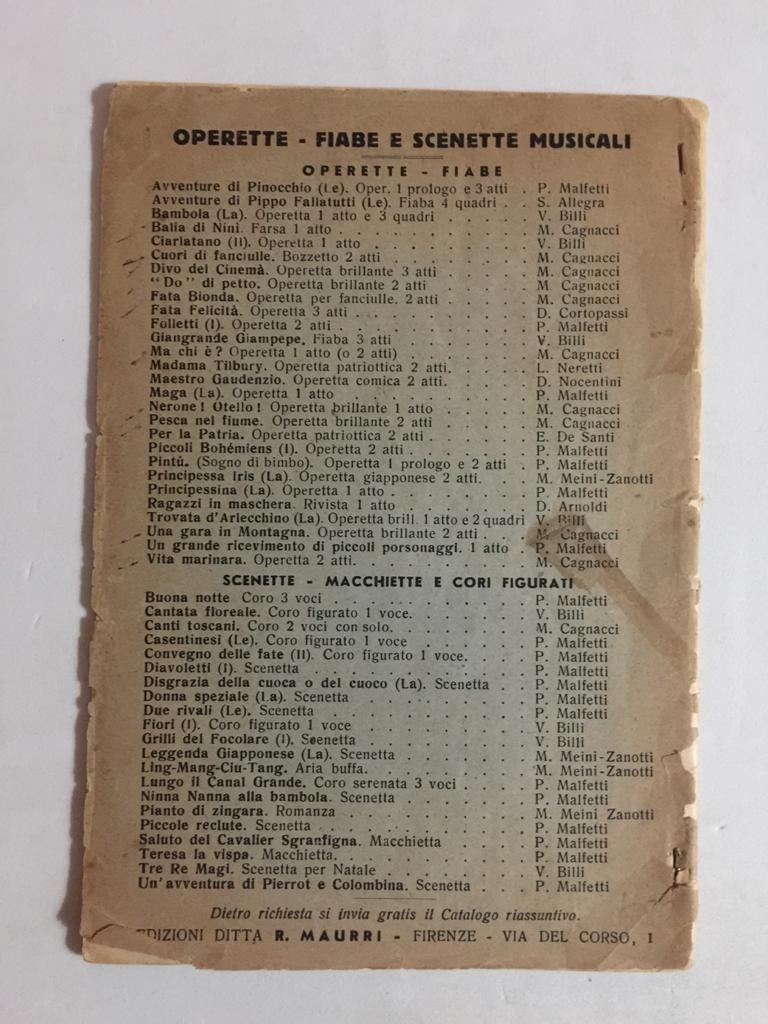 OPERETTE - FIABE E SCENETTE MUSICALI
OPERETTE - FIABE
Avventure di Pinocchio (Le). Oper. 1 prologo e 3 atti . P. Malfetti
Avventure di Pippo Fallatutti (Le). Fiaba 4 quadri . . S. Allegra
Bambola (La). Operetta 1 atto e 3 quadri . . . . . V. Billi
Balia di Ninì. Farsa 1 atto . . . . . . . . . . M. Cagnacci
Ciarlatano (Il). Operetta 1 atto . . . . . . . . V. Billi
Cuori di fanciulle. Bozzetto 2 atti . . . . . . . M. Cagnacci
Divo del Cinemà. Operetta brillante 3 atti . . . . M. Cagnacci
"Do" di petto. Operetta brillante 2 atti . . . . . M. Cagnacci
Fata Bionda. Operetta per fanciulle. 2 atti . . . . M. Cagnacci
Fata Felicità. Operetta 3 atti . . . . . . . . . D. Cortopassi
Folletti (I). Operetta 2 atti . . . . . . . . . . P. Malfetti
Giangrande Giampepe. Fiaba 3 atti . . . . . . V. Billi
Ma chi è? Operetta 1 atto (o 2 atti) . . . . . . M. Cagnacci
Madama Tilbury. Operetta patriottica 2 atti. . . . L. Neretti
Maestro Gaudenzio. Operetta comica 2 atti. . . . D. Nocentini
Maga (La). Operetta 1 atto . . . . . . . . . P. Malfetti
Nerone! Otello! Operetta brillante 1 atto . . . . M. Cagnacci
Pesca nel fiume. Operetta brillante 2 atti . . . . M. Cagnacci
Per la Patria. Operetta patriottica 2 atti . . . . . E. De Santi
Piccoli Bohémiens (I). Operetta 2 atti . . . . . . P. Malfetti
Pintù. (Sogno di bimbo). Operetta 1 prologo e 2 atti . P. Malfetti
Principessa Iris (La). Operetta giapponese 2 atti. . . M. Meini-Zanotti
Principessina (La). Operetta 1 atto . . . . . . . P. Malfetti
Ragazzi in maschera. Rivista 1 atto . . . . . . . D. Arnoldi
Trovata d'Arlecchino (La). Operetta brill. 1 atto e 2 quadri V. Billi
Una gara in Montagna. Operetta brillante 2 atti . . . M. Cagnacci
Un grande ricevimento di piccoli porsonaggi. 1 atto . P. Malfetti
Vita marinara. Operetta 2 atti. . . . . . . . . M. Cagnacci
SCENETTE - MACCHIETTE E CORI FIGURATI
Buona notte Coro 3 voci . . . . . . . . . . . P. Malfetti
Cantata floreale. Coro figurato 1 voce. . . . . . V. Billi
Canti toscani. Coro 2 voci con solo. . . . . . . M. Cagnacci
Casentinesi (Le). Coro figurato 1 voce . . . . . P. Malfetti
Convegno delle fate (Il). Coro figurato 1 voce. . . . P. Malfetti
Diavoletti (I). Scenetta . . . . . . . . . . . P. Malfetti
Disgrazia della cuoca o del cuoco (La). Scenetta . . P. Malfetti
Donna speziale (La). Scenetta . . . . . . . . P. Malfetti
Due rivali (Le). Scenetta . . . . . . . . . . P. Malfetti
Fiori (I). Coro figurato 1 voce . . . . . . . . V. Billi
Grilli del Focolare (I). Scenetta . . . . . . . . V. Billi
Leggenda Giapponese (La). Scenetta . . . . . . M. Meini-Zanotti
Ling-Mang-Ciu-Tang. Aria buffa. . . . . . . . M. Meini-Zanotti
Lungo il Canal Grande. Coro serenata 3 voci . . . . P. Malfetti
Ninna Nanna alla bambola. Scenetta . . . . . . P. Malfetti
Pianto di zingara. Romanza . . . . . . . . . M. Meini Zanotti
Piccole reclute. Scenetta . . . . . . . . . . P. Malfetti
Saluto del Cavalier Sgranfigna. Macchietta . . . . P. Malfetti
Teresa la vispa. Macchietta. . . . . . . . . . P. Malfetti
Tre Re Magi. Scenetta per Natale . . . . . . . V. Billi
Un'avventura di Pierrot e Colombina. Scenetta . . . P. Malfetti
Dietro richiesta si invia gratis il Catalogo riassuntivo.
EDIZIONI DITTA R. MAURRI - FIRENZE - VIA DEL CORSO, 1